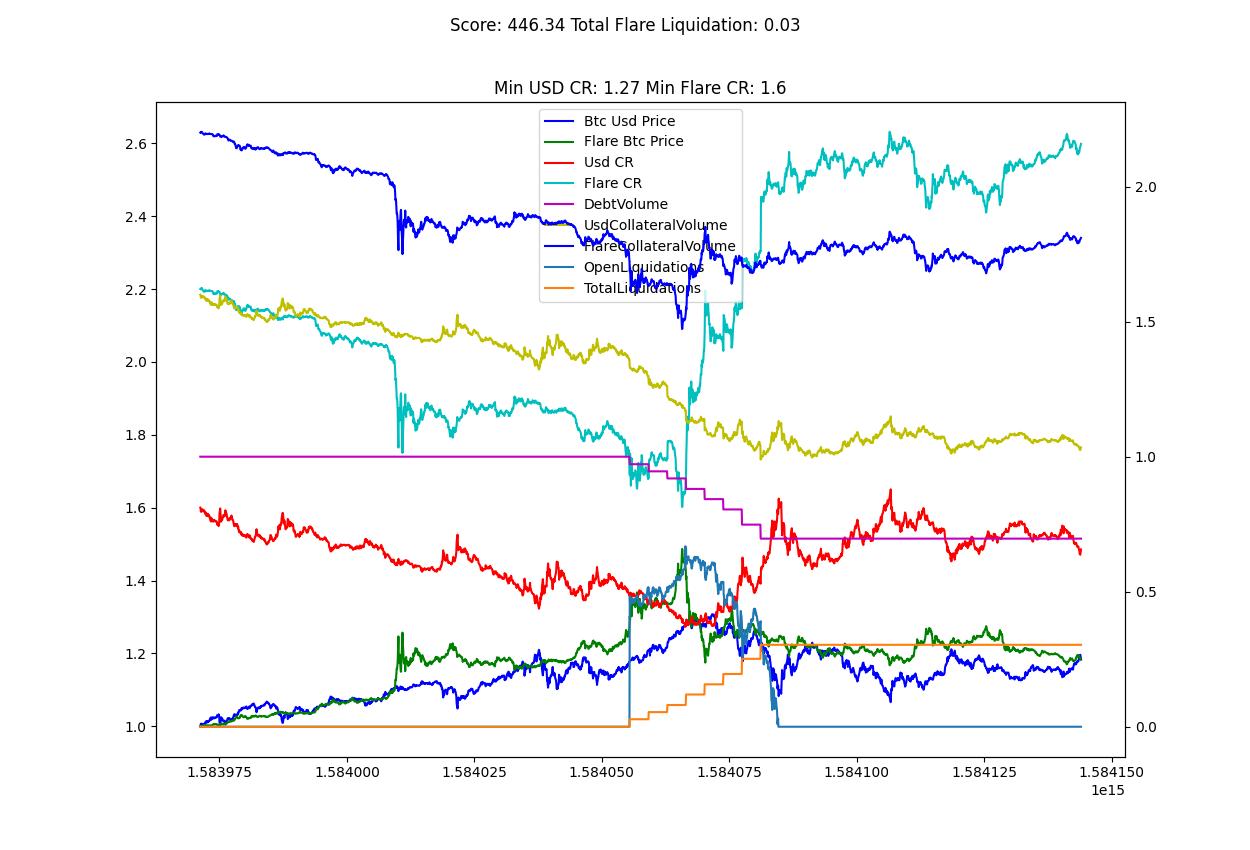 Score: 446.34 Total Flare Liquidation: 0.03
Min USD CR: 1.27 Min Flare CR: 1.6
Btc Usd Price
Flare Btc Price
Usd CR
Flare CR
DebtVolume
UsdCollateralVolume
FlareCollateralVolume
OpenLiquidations
TotalLiquidations
2.6
2.4
2.2
2.0
1.8
1.6
1.4
1.2
1.0
2.0
1.5
1.0
0.5
0.0
1.583975 1.584000 1.584025 1.584050 1.584075 1.584100 1.584125 1.584150
1e15